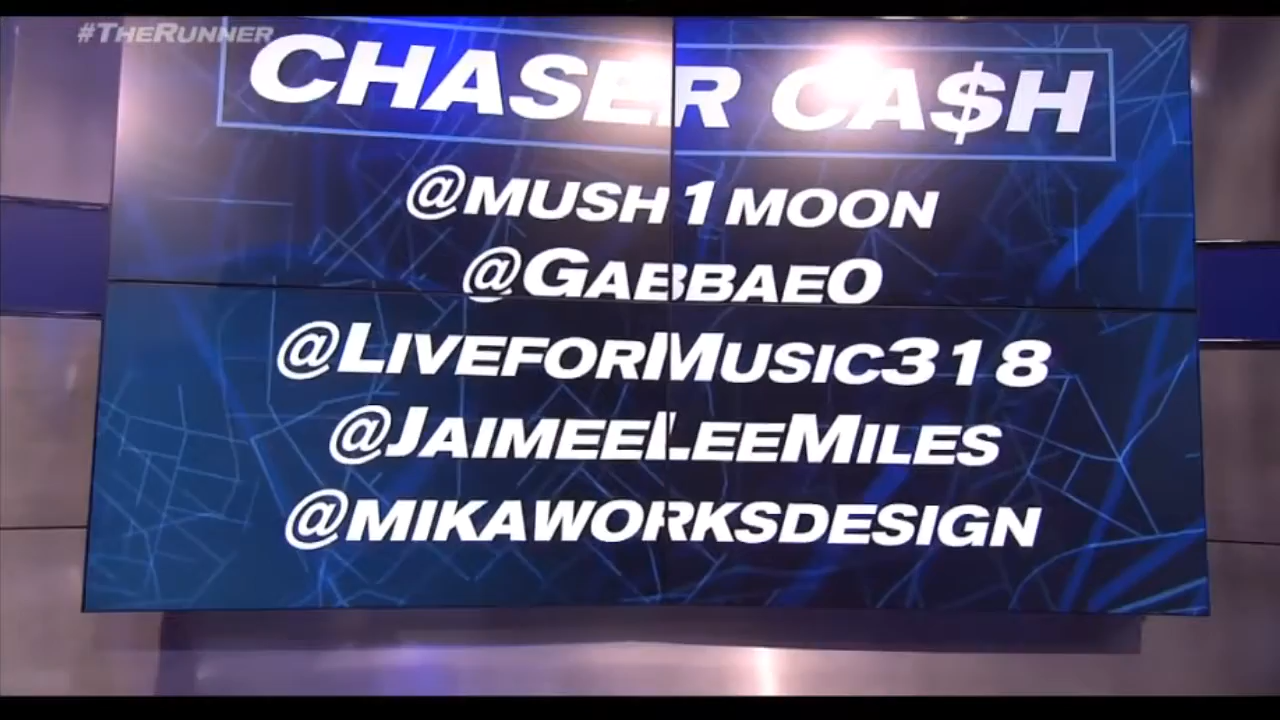 #TheRunner
CHASER CA$H
@mush1moon
@Gabbae0
@LiveforMusic318
@JaimeeLeeMiles
@mikaworksdesign